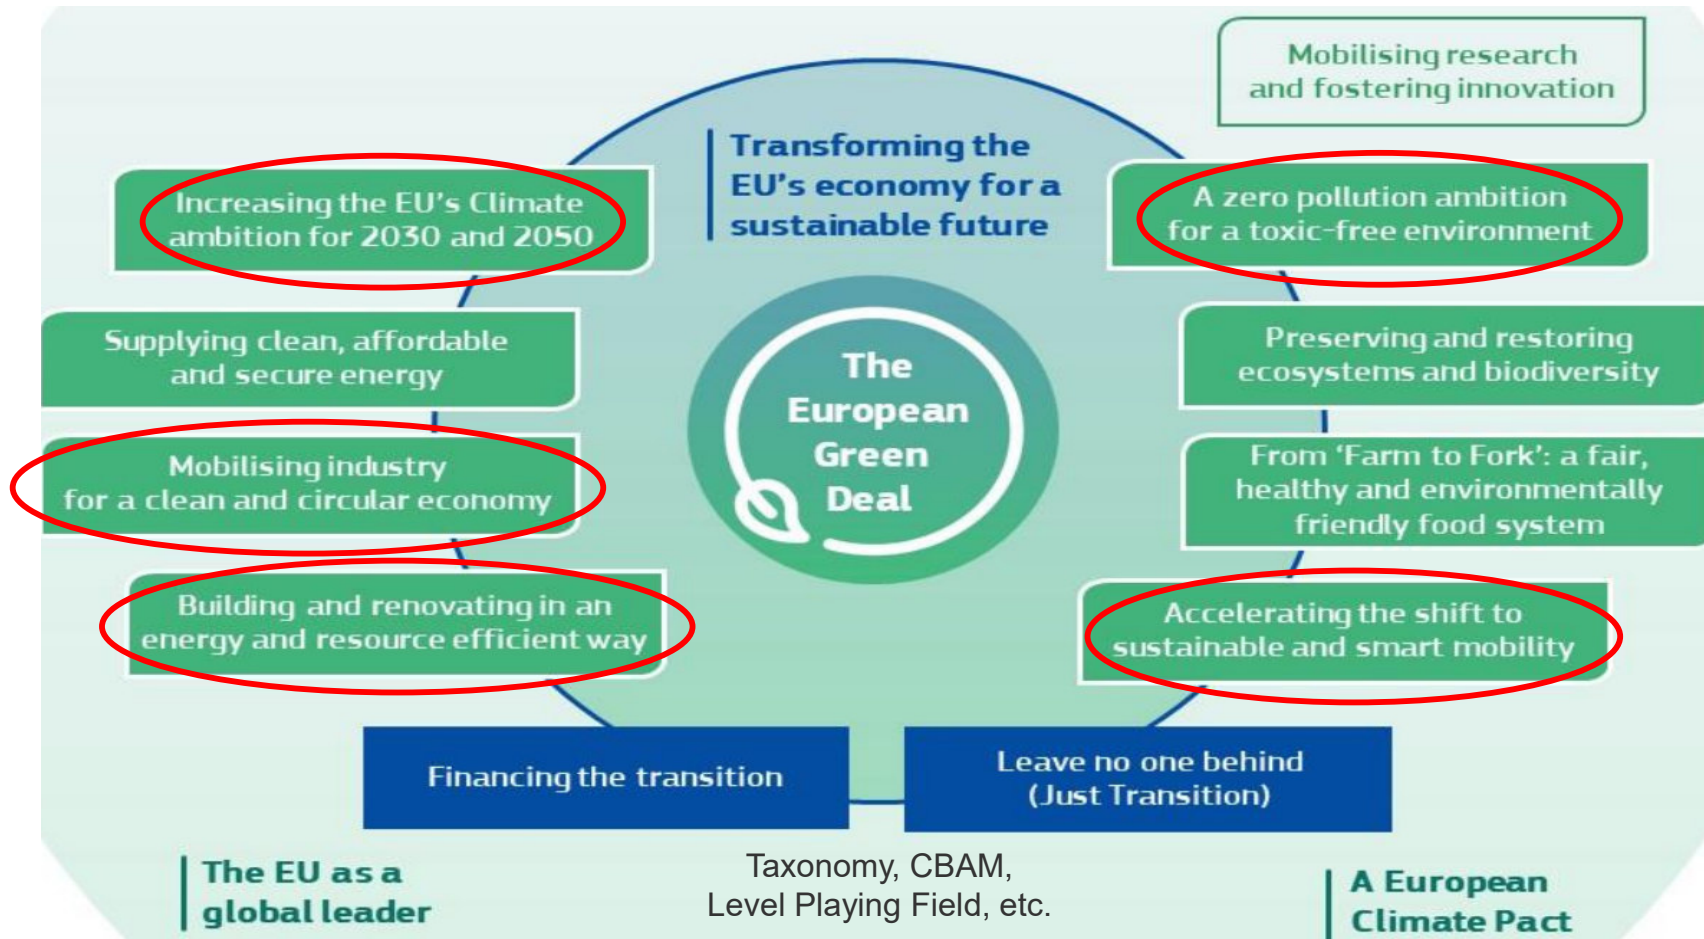 Mobilising research
and fostering innovation
Transforming the
EU's economy for a
sustainable future
Increasing the EU's Climate
ambition for 2030 and 2050
A zero pollution ambition
for a toxic-free environment
Supplying clean, affordable
and secure energy
Preserving and restoring
ecosystems and biodiversity
The
European
Green
Deal
Mobilising industry
for a clean and circular economy
From 'Farm to Fork': a fair,
healthy and environmentally
friendly food system
Building and renovating in an
energy and resource efficient way
Accelerating the shift to
sustainable and smart mobility
Financing the transition
Leave no one behind
(Just Transition)
The EU as a
global leader
Taxonomy, CBAM,
Level Playing Field, etc.
A European
Climate Pact